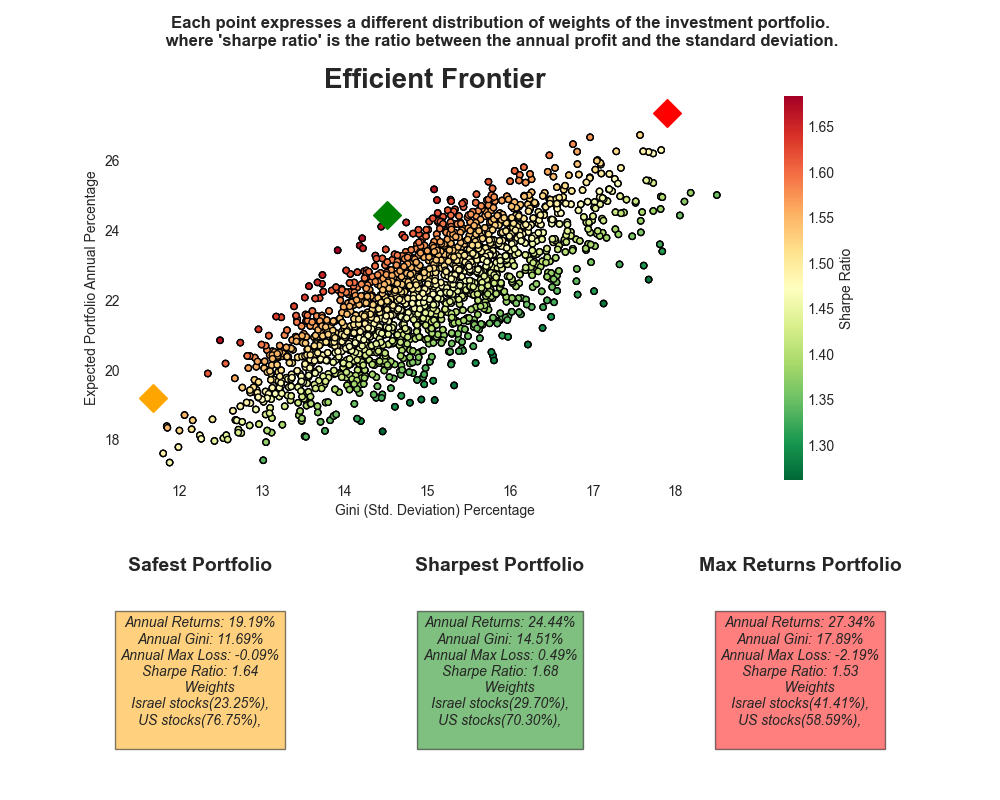 Each point expresses a different distribution of weights of the investment portfolio.
where 'sharpe ratio' is the ratio between the annual profit and the standard deviation.
Efficient Frontier
Expected Portfolio Annual Percentage
26
24
22
20
18
12 13 14 15 16 17 18
Gini (Std. Deviation) Percentage
1.65
1.60
1.55
1.50
1.45
1.40
1.35
1.30
Sharpe Ratio
Safest Portfolio
Annual Returns: 19.19%
Annual Gini: 11.69%
Annual Max Loss: -0.09%
Sharpe Ratio: 1.64
Weights
Israel stocks(23.25%),
US stocks(76.75%),
Sharpest Portfolio
Annual Returns: 24.44%
Annual Gini: 14.51%
Annual Max Loss: 0.49%
Sharpe Ratio: 1.68
Weights
Israel stocks(29.70%),
US stocks(70.30%),
Max Returns Portfolio
Annual Returns: 27.34%
Annual Gini: 17.89%
Annual Max Loss: -2.19%
Sharpe Ratio: 1.53
Weights
Israel stocks(41.41%),
US stocks(58.59%),